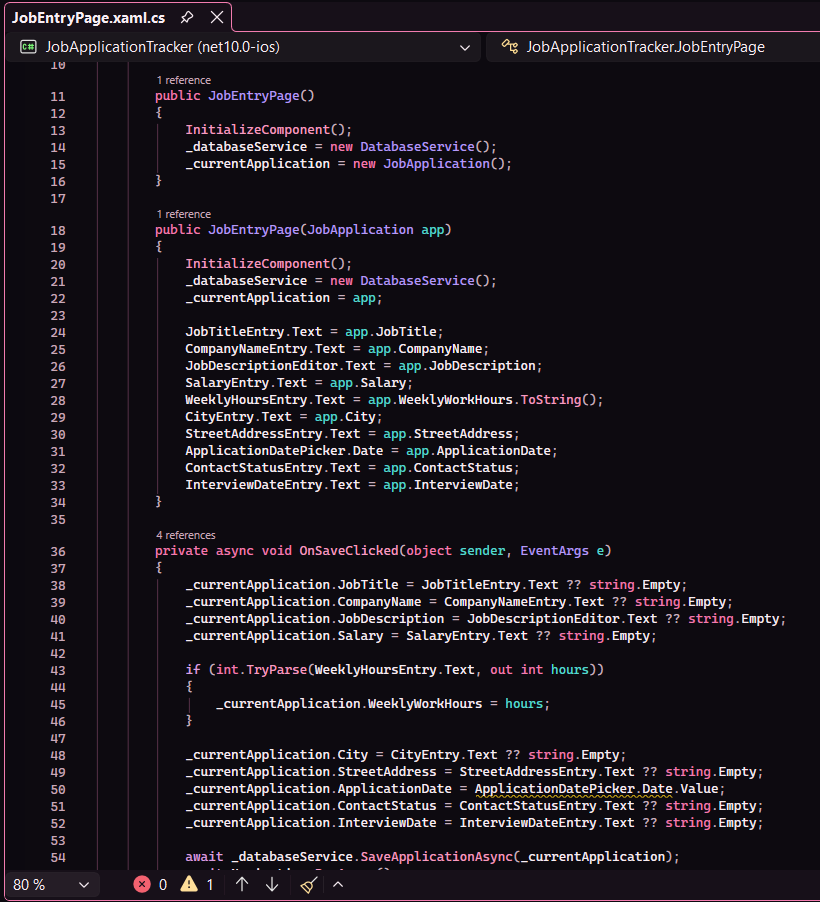 JobEntryPage.xaml.cs
C# JobApplicationTracker (net10.0-ios) JobApplicationTracker.JobEntryPage
10
1 reference
11 public JobEntryPage()
12 {
13 InitializeComponent();
14 _databaseService = new DatabaseService();
15 _currentApplication = new JobApplication();
16 }
17
1 reference
18 public JobEntryPage(JobApplication app)
19 {
20 InitializeComponent();
21 _databaseService = new DatabaseService();
22 _currentApplication = app;
23
24 JobTitleEntry.Text = app.JobTitle;
25 CompanyNameEntry.Text = app.CompanyName;
26 JobDescriptionEditor.Text = app.JobDescription;
27 SalaryEntry.Text = app.Salary;
28 WeeklyHoursEntry.Text = app.WeeklyWorkHours.ToString();
29 CityEntry.Text = app.City;
30 StreetAddressEntry.Text = app.StreetAddress;
31 ApplicationDatePicker.Date = app.ApplicationDate;
32 ContactStatusEntry.Text = app.ContactStatus;
33 InterviewDateEntry.Text = app.InterviewDate;
34 }
35
4 references
36 private async void OnSaveClicked(object sender, EventArgs e)
37 {
38 _currentApplication.JobTitle = JobTitleEntry.Text ?? string.Empty;
39 _currentApplication.CompanyName = CompanyNameEntry.Text ?? string.Empty;
40 _currentApplication.JobDescription = JobDescriptionEditor.Text ?? string.Empty;
41 _currentApplication.Salary = SalaryEntry.Text ?? string.Empty;
42
43 if (int.TryParse(WeeklyHoursEntry.Text, out int hours))
44 {
45 _currentApplication.WeeklyWorkHours = hours;
46 }
47
48 _currentApplication.City = CityEntry.Text ?? string.Empty;
49 _currentApplication.StreetAddress = StreetAddressEntry.Text ?? string.Empty;
50 _currentApplication.ApplicationDate = ApplicationDatePicker.Date.Value;
51 _currentApplication.ContactStatus = ContactStatusEntry.Text ?? string.Empty;
52 _currentApplication.InterviewDate = InterviewDateEntry.Text ?? string.Empty;
53
54 await _databaseService.SaveApplicationAsync(_currentApplication);
80 % 0 1